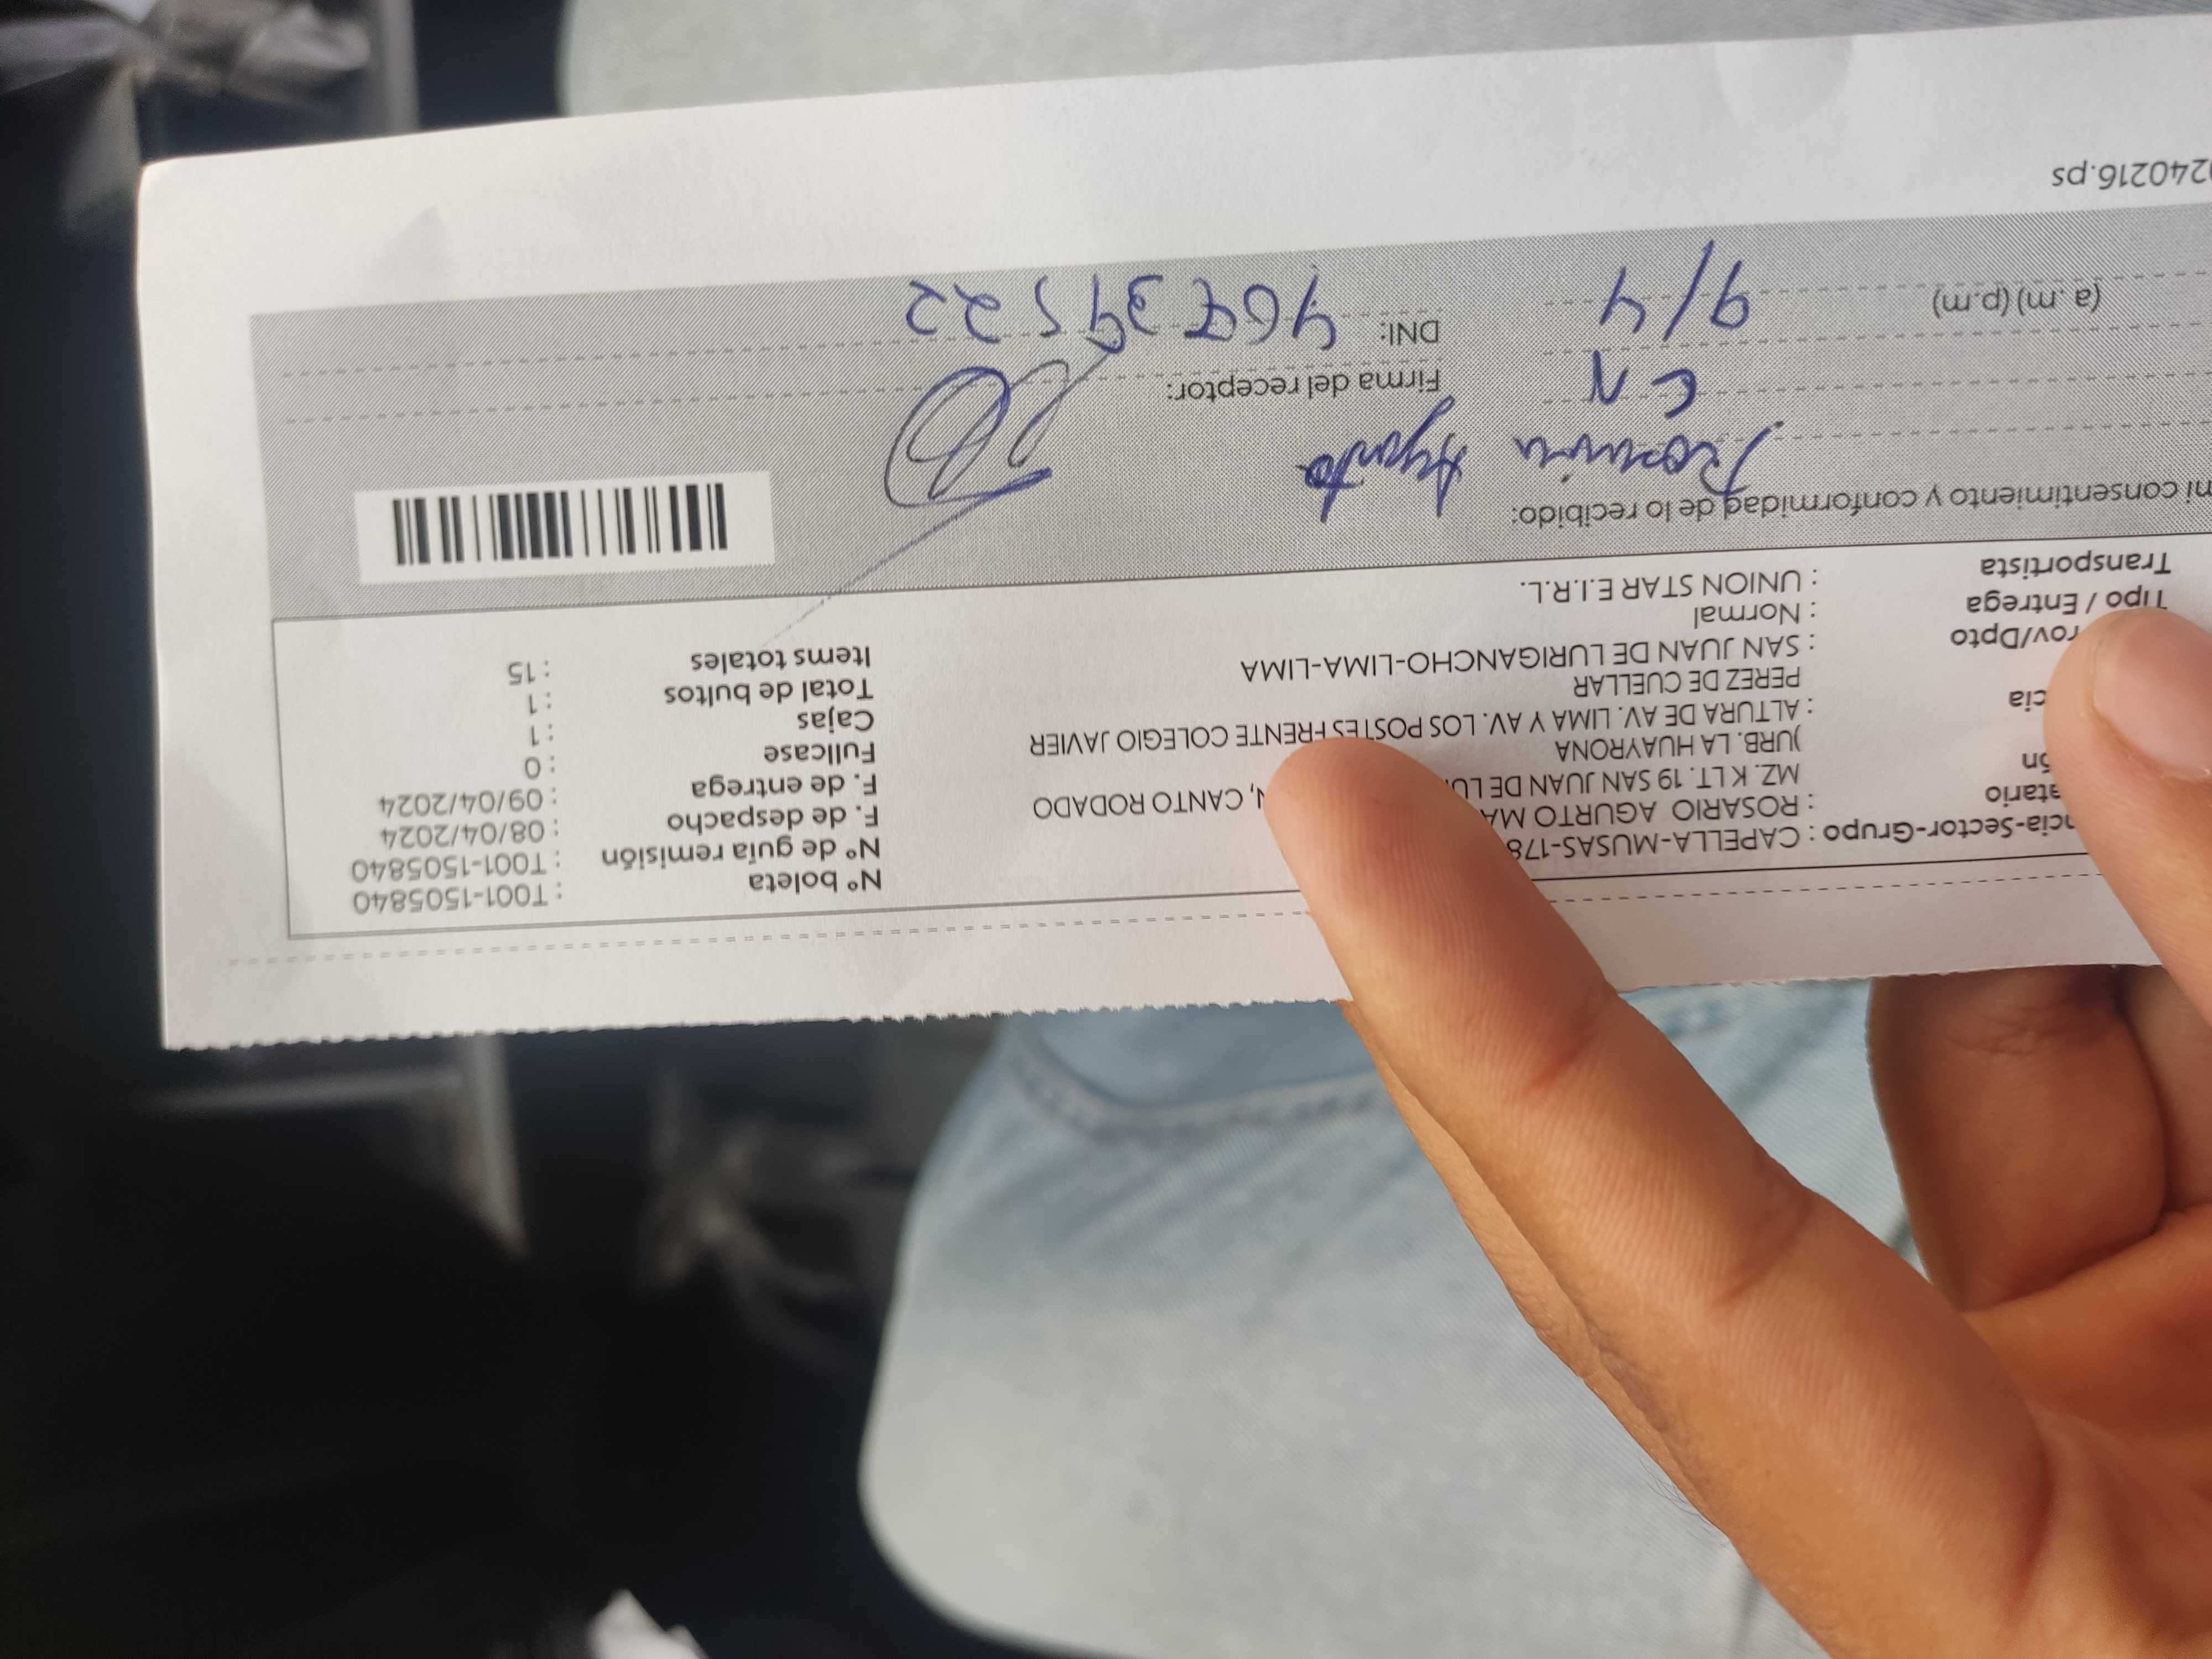 Nº boleta : T001-1505840
Nº de guía remisión : T001-1505840
F. de despacho : 08/04/2024
F. de entrega : 09/04/2024
Fullcase : 0
Cajas : 1
Total de bultos : 1
Items totales : 15
ncia-Sector-Grupo : CAPELLA-MUSAS-178
atario : ROSARIO AGURTO MA
ón MZ. K LT. 19 SAN JUAN DE LU N, CANTO RODADO
)URB. LA HUAYRONA
cia : ALTURA DE AV. LIMA Y AV. LOS POSTES FRENTE COLEGIO JAVIER
PEREZ DE CUELLAR
rov/Dpto : SAN JUAN DE LURIGANCHO-LIMA-LIMA
Tipo / Entrega : Normal
Transportista : UNION STAR E.I.R.L.
mi consentimiento y conformidad de lo recibido:
Agurto
Firma del receptor:
(a.m) (p.m) 9/4 DNI:
240216.ps